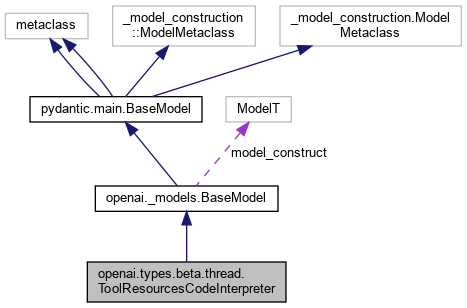 metaclass
_model_construction
::ModelMetaclass
_model_construction.Model
Metaclass
pydantic.main.BaseModel
ModelT
model_construct
openai._models.BaseModel
openai.types.beta.thread.
ToolResourcesCodeInterpreter